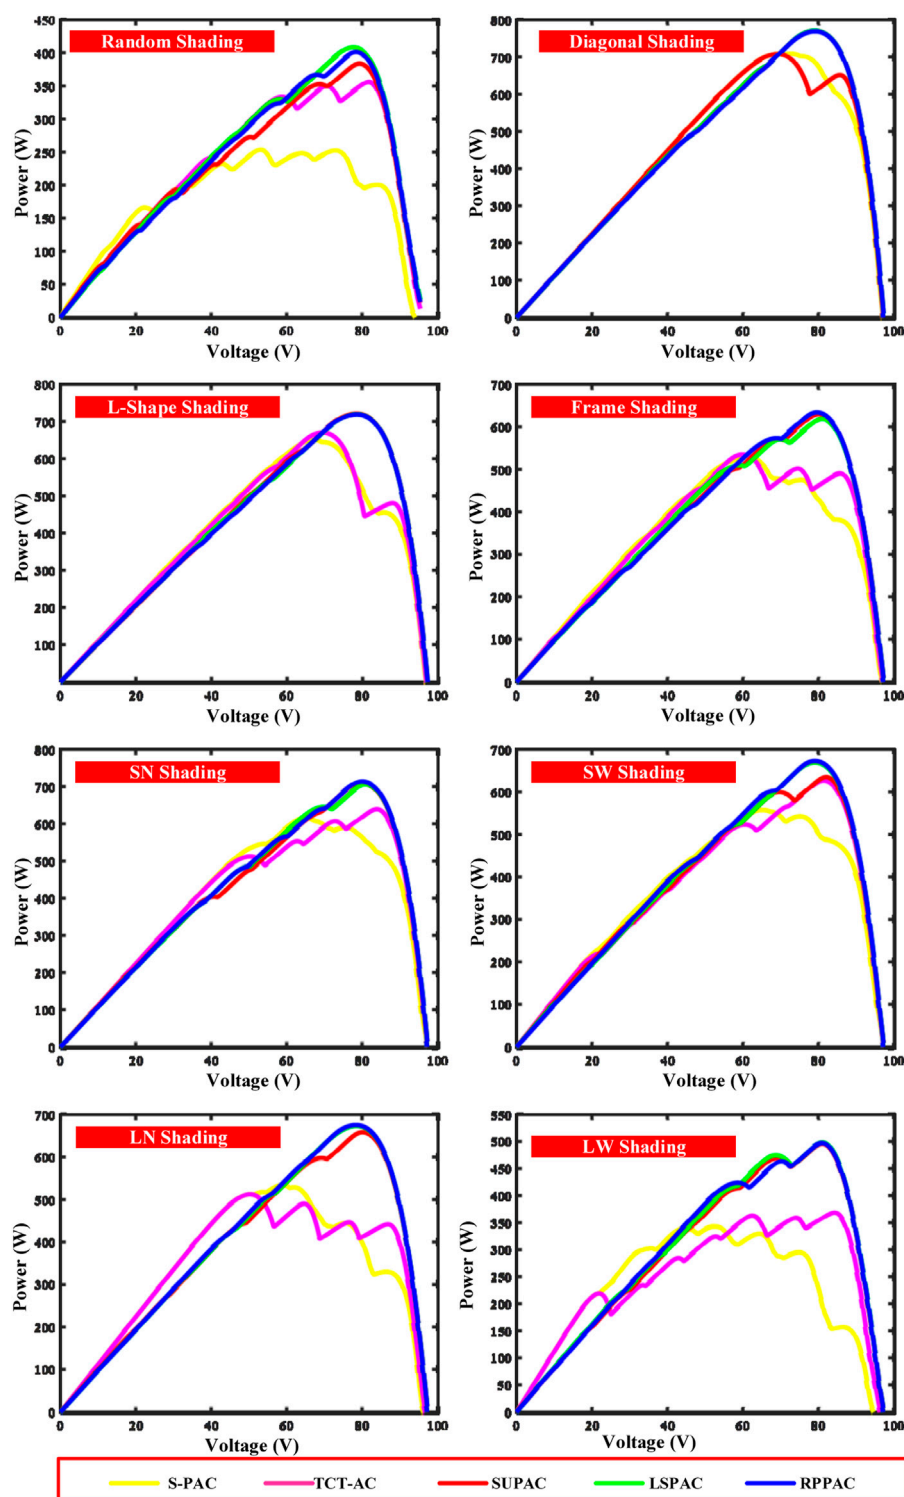 Random Shading
Power (W)
450
400
350
300
250
200
150
100
50
0
0 20 40 60 80 100
Voltage (V)
Diagonal Shading
Power (W)
800
700
600
500
800
300
200
100
0
0 20 40 60 80 100
Voltage (V)
L-Shape Shading
Power (W)
800
700
600
500
400
300
200
100
0 20 40 60 80 100
Voltage (V)
Frame Shading
Power (W)
700
600
500
400
300
200
100
0
0 20 40 60 80 100
Voltage (V)
SN Shading
Power (W)
800
700
600
500
400
300
200
100
0
0 20 40 60 80 100
Voltage (V)
SW Shading
Power (W)
700
600
500
400
300
200
100
0
0 20 40 60 80 100
Voltage (V)
LN Shading
Power (W)
700
600
500
400
300
200
100
0
0 20 40 60 80 100
Voltage (V)
LW Shading
Power (W)
550
500
450
400
350
300
250
200
150
100
50
0
0 20 40 60 80 100
Voltage (V)
S-PAC TCT-AC SUPAC LSPAC RPPAC